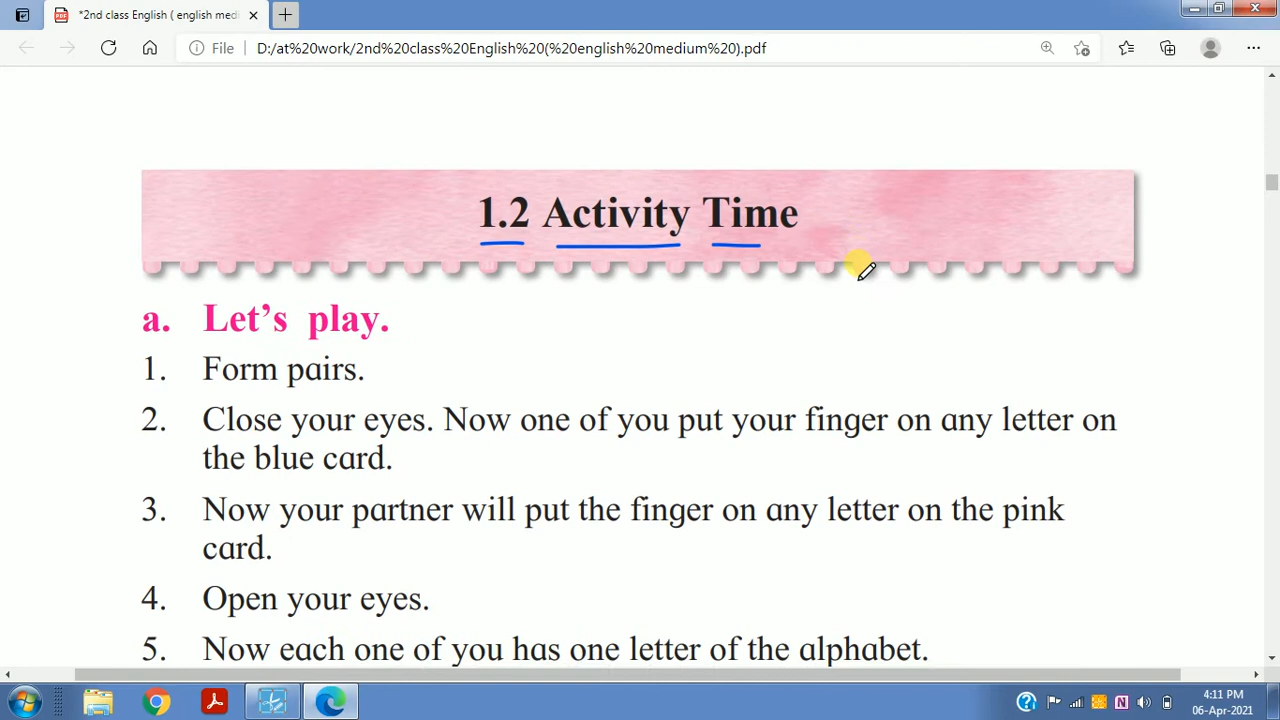 *2nd class English ( english medi
File D:/at%20work/2nd%20class%20English%20(%20english%20medium%20).pdf
1.2 Activity Time
a. Let's play.
1. Form pairs.
2. Close your eyes. Now one of you put your finger on any letter on
the blue card.
3. Now your partner will put the finger on any letter on the pink
card.
4. Open your eyes.
5. Now each one of you has one letter of the alphabet.
4:11 PM
06-Apr-2021